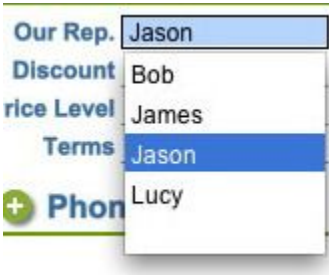 Our Rep. Jason
Discount Bob
rice Level James
Terms Jason
Phon Lucy